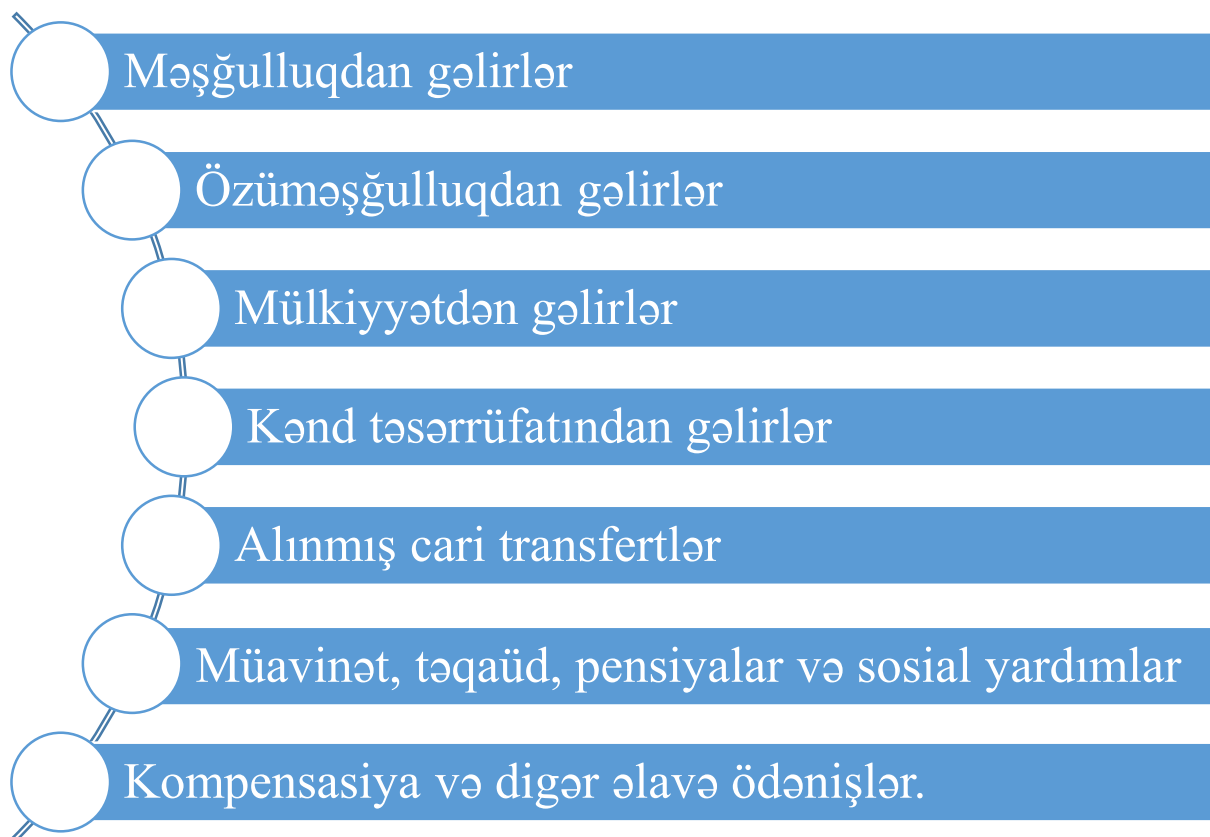 Məşğulluqdan gəlirlər
Özüməşğulluqdan gəlirlər
Mülkiyyətdən gəlirlər
Kənd təsərrüfatından gəlirlər
Alınmış cari transfertlər
Müavinət, təqaüd, pensiyalar və sosial yardımlar
Kompensasiya və digər əlavə ödənişlər.